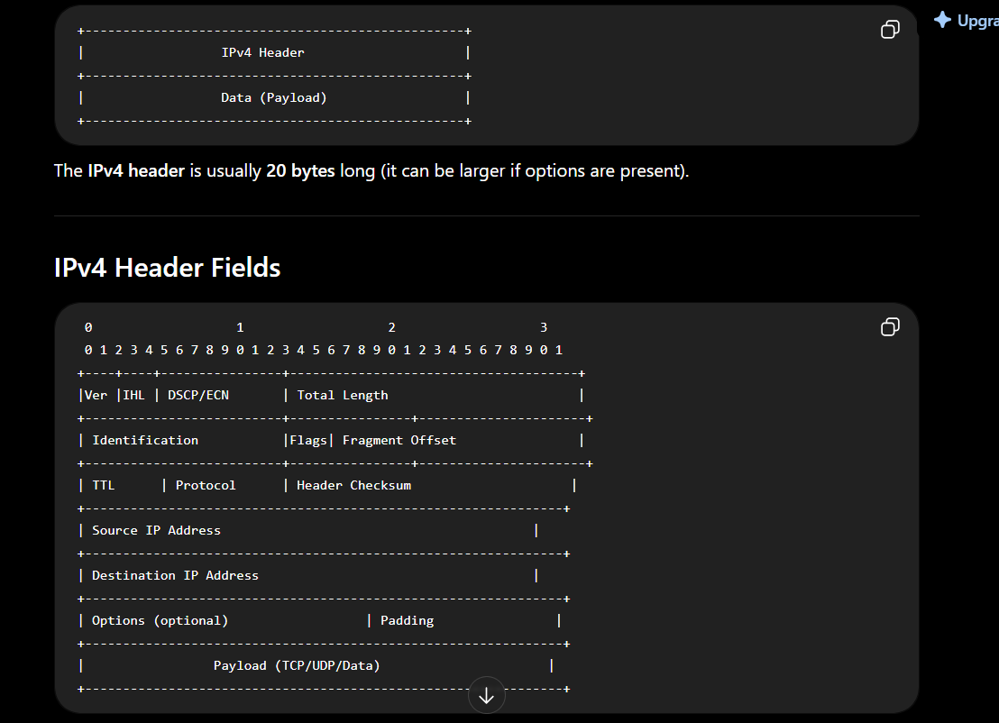 +--------------------------------------------------+
|                  IPv4 Header                     |
+--------------------------------------------------+
|                  Data (Payload)                  |
+--------------------------------------------------+
Upgra
The IPv4 header is usually 20 bytes long (it can be larger if options are present).
IPv4 Header Fields
 0                   1                   2                   3
 0 1 2 3 4 5 6 7 8 9 0 1 2 3 4 5 6 7 8 9 0 1 2 3 4 5 6 7 8 9 0 1
+----+----+----------------+--------------------------------------+
|Ver |IHL | DSCP/ECN       | Total Length                         |
+--------------------------+----------------+----------------------+
| Identification           |Flags| Fragment Offset                |
+--------------------------+----------------+----------------------+
| TTL      | Protocol      | Header Checksum                     |
+---------------------------------------------------------------+
| Source IP Address                                         |
+---------------------------------------------------------------+
| Destination IP Address                                    |
+---------------------------------------------------------------+
| Options (optional)                  | Padding                |
+---------------------------------------------------------------+
|                 Payload (TCP/UDP/Data)                      |
+---------------------------------------------------------------+